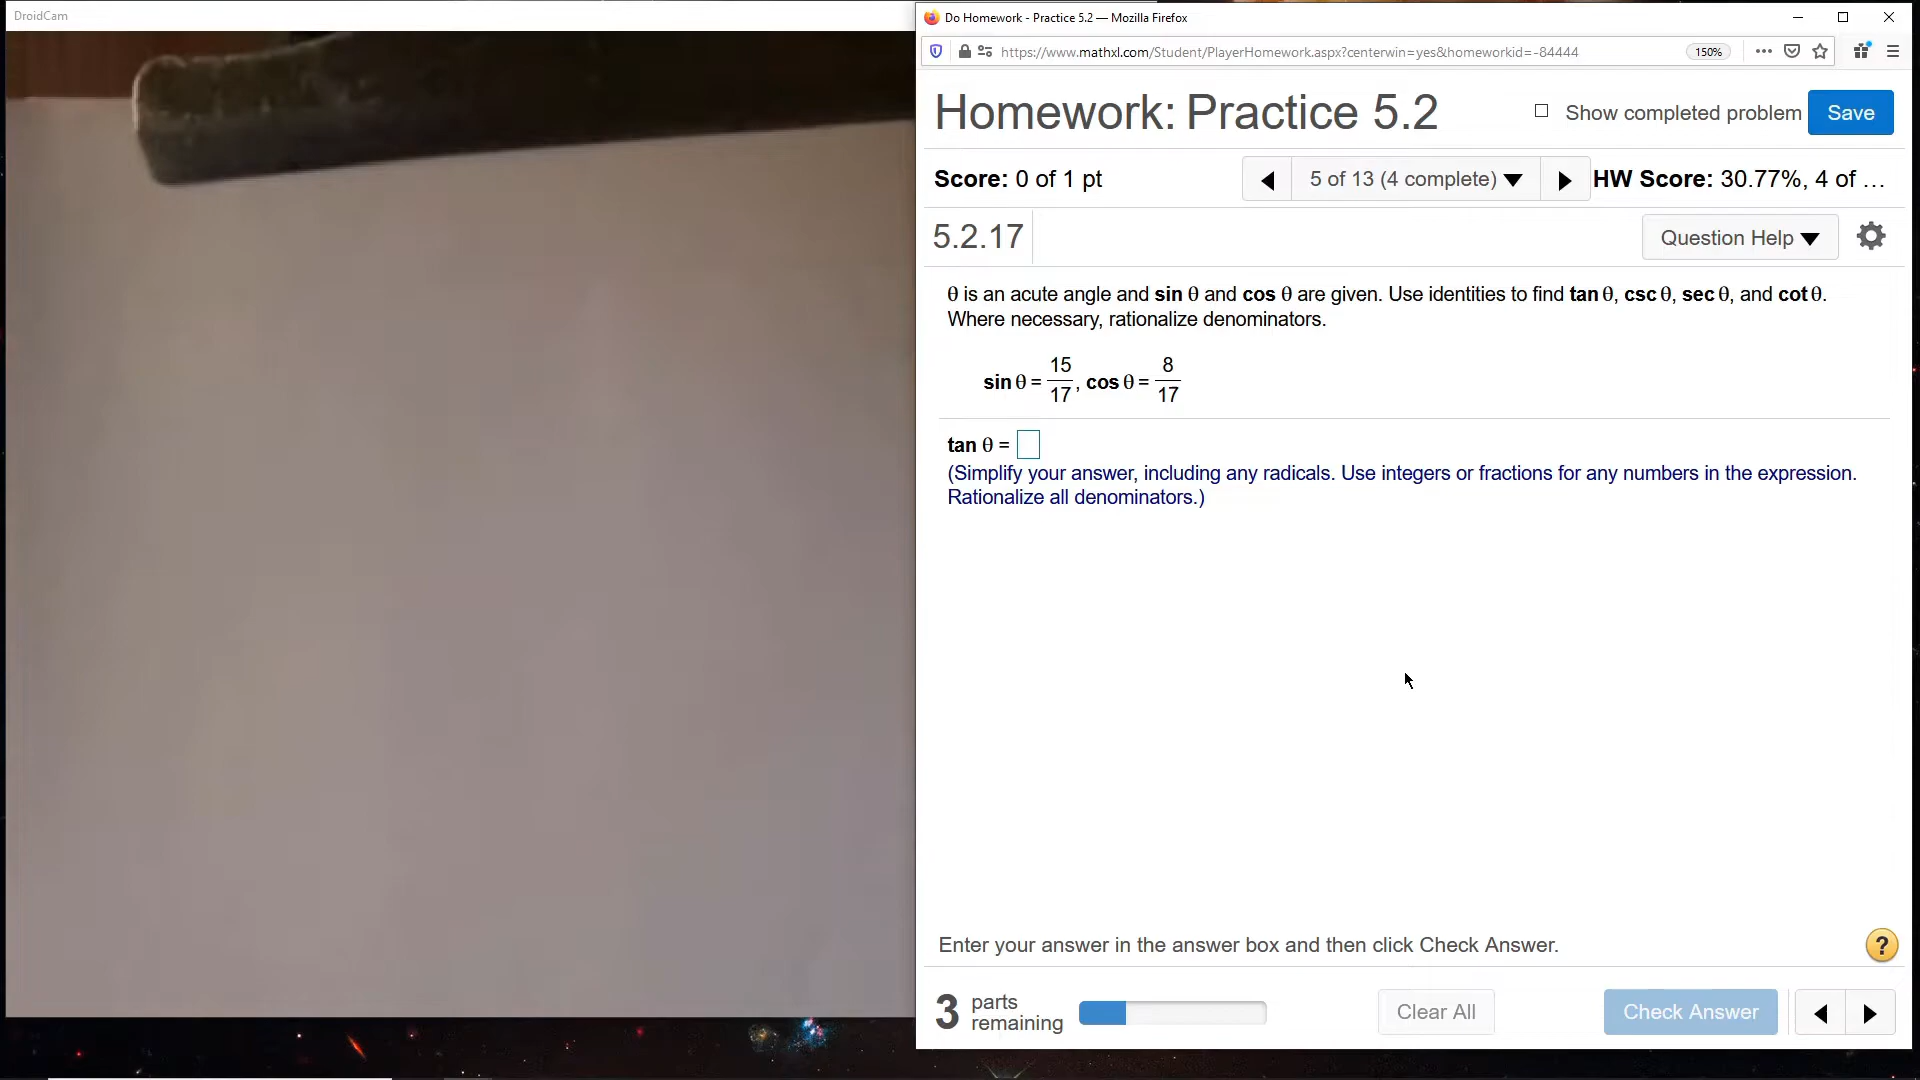 DroidCam
Do Homework - Practice 5.2 — Mozilla Firefox
https://www.mathxl.com/Student/PlayerHomework.aspx?centerwin=yes&homeworkid=-84444
150%
Homework: Practice 5.2
Show completed problem
Save
Score: 0 of 1 pt
5 of 13 (4 complete)
HW Score: 30.77%, 4 of …
5.2.17
Question Help
θ is an acute angle and sin θ and cos θ are given. Use identities to find tan θ, csc θ, sec θ, and cot θ.
Where necessary, rationalize denominators.
sin θ = 15/17, cos θ = 8/17
tan θ =
(Simplify your answer, including any radicals. Use integers or fractions for any numbers in the expression.
Rationalize all denominators.)
Enter your answer in the answer box and then click Check Answer.
?
3 parts
remaining
Clear All
Check Answer